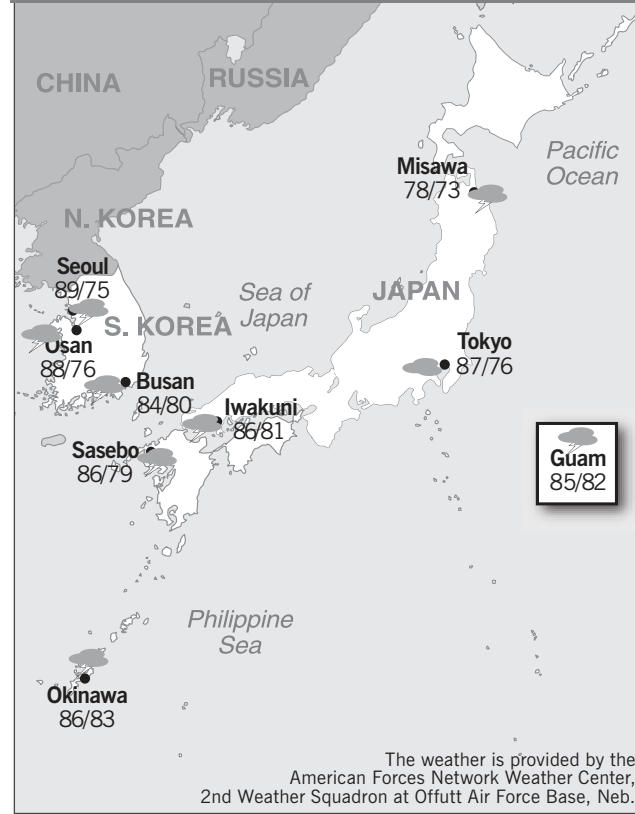 CHINA
RUSSIA
Pacific
Ocean
Misawa
78/73
N. KOREA
Seoul
89/75
Sea of
Japan
JAPAN
S. KOREA
Osan
88/76
Tokyo
87/76
Busan
84/80
Iwakuni
86/81
Sasebo
86/79
Guam
85/82
Philippine
Sea
Okinawa
86/83
The weather is provided by the
American Forces Network Weather Center,
2nd Weather Squadron at Offutt Air Force Base, Neb.